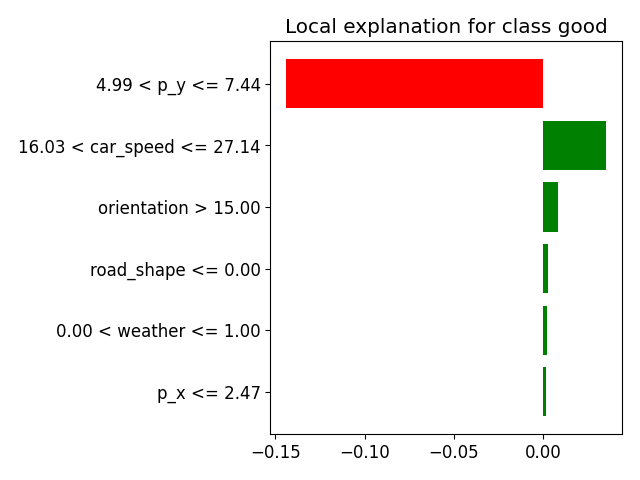 Local explanation for class good
4.99 < p_y <= 7.44
16.03 < car_speed <= 27.14
orientation > 15.00
road_shape <= 0.00
0.00 < weather <= 1.00
p_x <= 2.47
−0.15 −0.10 −0.05 0.00